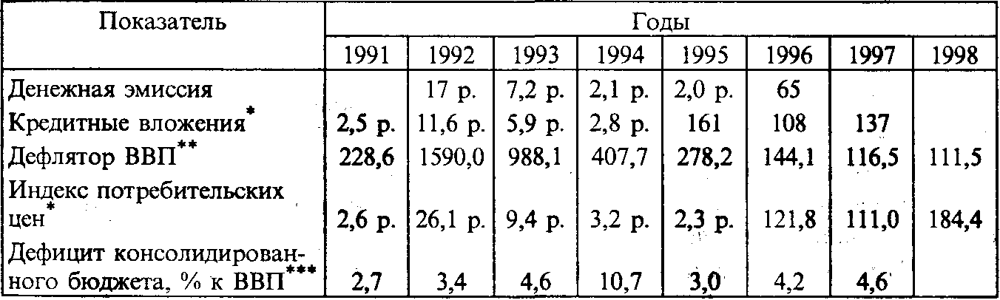 Показатель Годы
1991 1992 1993 1994 1995 1996 1997 1998
Денежная эмиссия 17 р. 7,2 р. 2,1 р. 2,0 р. 65
Кредитные вложения* 2,5 р. 11,6 р. 5,9 р. 2,8 р. 161 108 137
Дефлятор ВВП** 228,6 1590,0 988,1 407,7 278,2 144,1 116,5 111,5
Индекс потребительских
цен* 2,6 р. 26,1 р. 9,4 р. 3,2 р. 2,3 р. 121,8 111,0 184,4
Дефицит консолидирован-
ного бюджета, % к ВВП*** 2,7 3,4 4,6 10,7 3,0 4,2 4,6